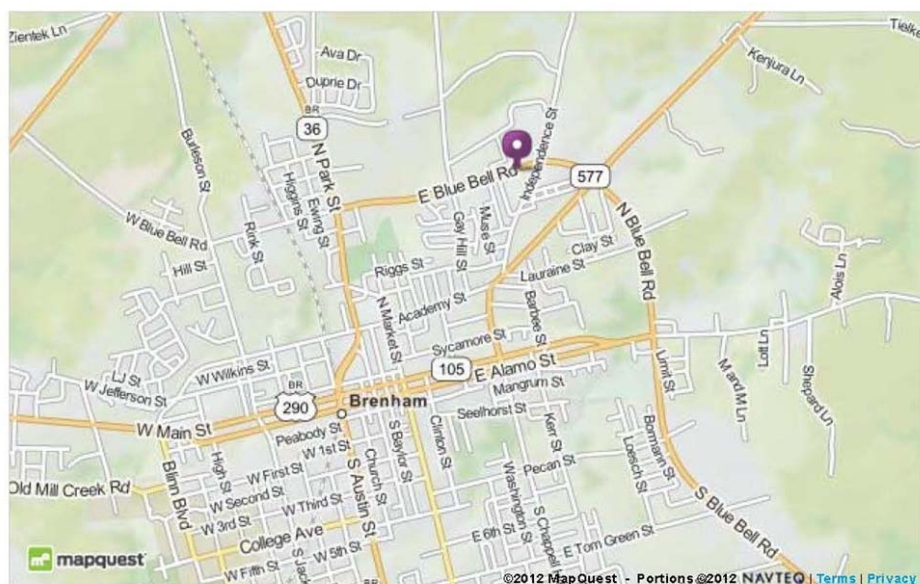 Zientek Ln
Ava Dr
Duprie Dr
Tielke
Kenjura Ln
BR
36
N Park St
Burleson St
Independence St
577
E Blue Bell Rd
Higgins St
Ewing St
W Blue Bell Rd
Rink St
Hill St
Gay Hill St
Muse St
Clay St
N Blue Bell Rd
Riggs St
Lauraine St
Alois Ln
Academy St
N Market St
Barbee St
Sycamore St
105
E Alamo St
W Wilkins St
LJ St
W Jefferson St
BR
290
Brenham
Mangrum St
Limit St
M and M Ln
Lott Ln
Shepard Ln
W Main St
Peabody St
Seelhorst St
Clinton St
Kerr St
W 1st St
S Baylor St
Church St
Pecan St
Loesch St
Bormann St
High St
Blinn Blvd
W First St
Old Mill Creek Rd
W Second St
W Third St
S Austin St
Washington St
S Chappell H
W 3rd St
College Ave
E 6th St
E Tom Green St
S Blue Bell Rd
W 5th St
W Fifth St
S Jack
mapquest
©2012 MapQuest - Portions ©2012 NAVTEQ | Terms | Privacy